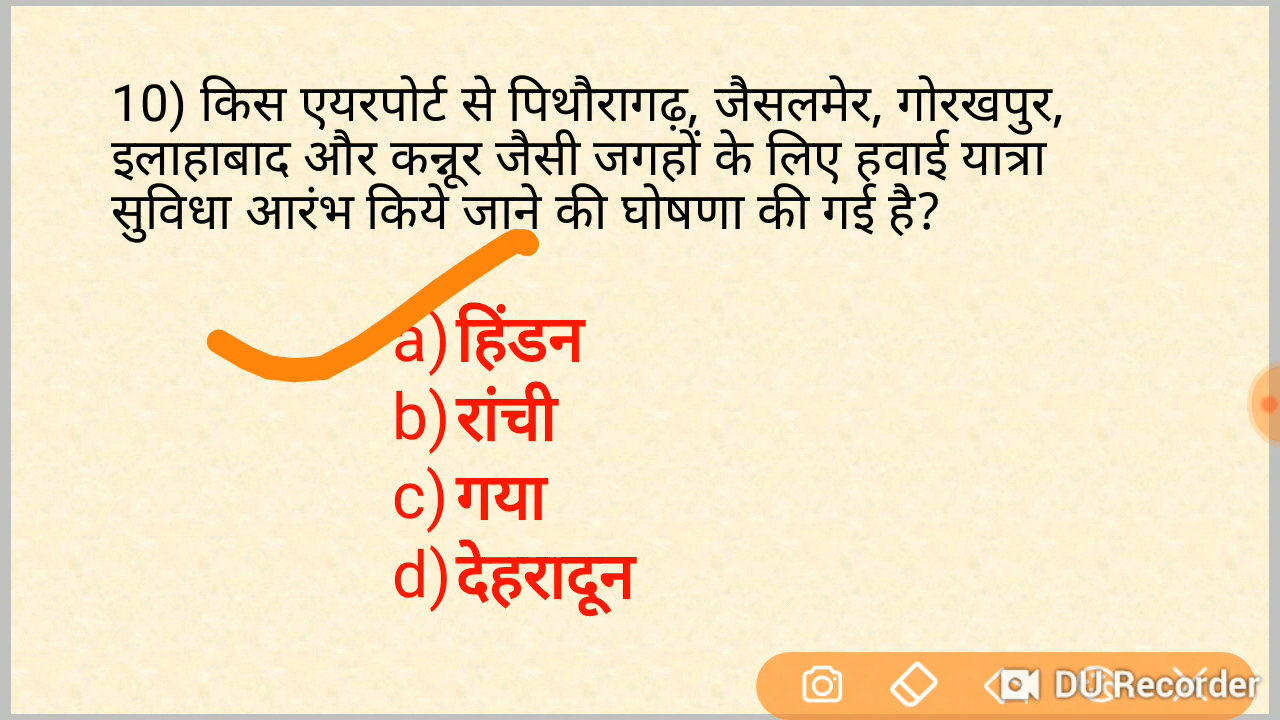 10) किस एयरपोर्ट से पिथौरागढ़, जैसलमेर, गोरखपुर,
इलाहाबाद और कन्नूर जैसी जगहों के लिए हवाई यात्रा
सुविधा आरंभ किये जाने की घोषणा की गई है?
a) हिंडन
b) रांची
c) गया
d) देहरादून
DU Recorder